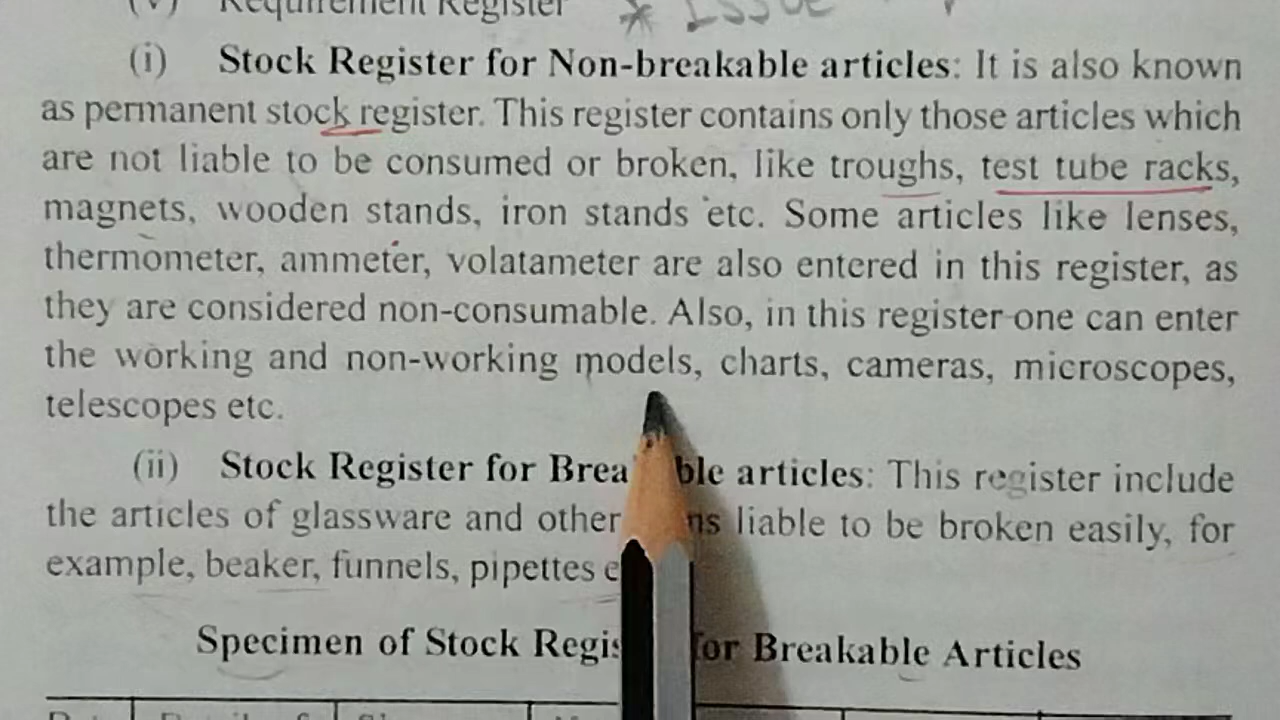 (v) Requirement Register * Issue
(i) Stock Register for Non-breakable articles: It is also known
as permanent stock register. This register contains only those articles which
are not liable to be consumed or broken, like troughs, test tube racks,
magnets, wooden stands, iron stands etc. Some articles like lenses,
thermometer, ammeter, volatameter are also entered in this register, as
they are considered non-consumable. Also, in this register one can enter
the working and non-working models, charts, cameras, microscopes,
telescopes etc.
(ii) Stock Register for Brea ble articles: This register include
the articles of glassware and other liable to be broken easily, for
example, beaker, funnels, pipettes
Specimen of Stock Regis for Breakable Articles